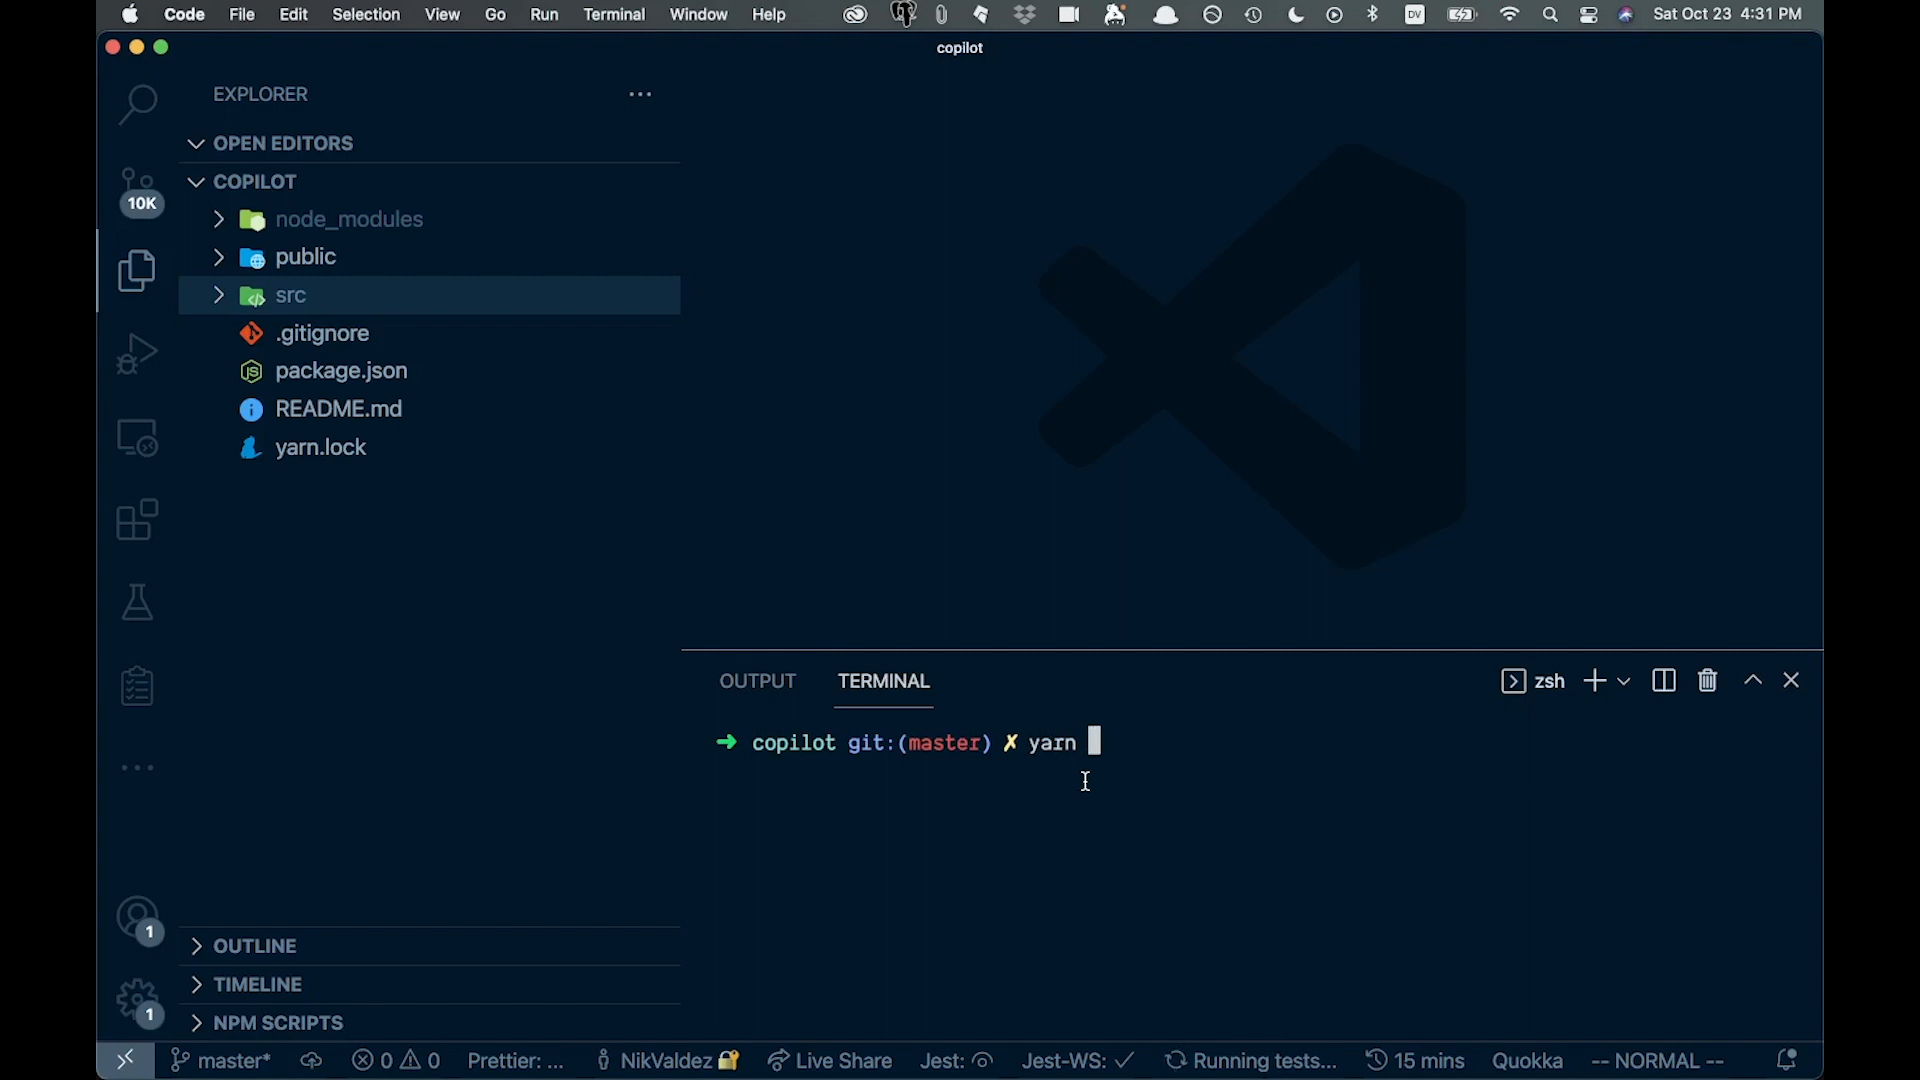 Code File Edit Selection View Go Run Terminal Window Help DV Sat Oct 23 4:31 PM
copilot
EXPLORER
OPEN EDITORS
COPILOT
10K
node_modules
public
src
.gitignore
package.json
README.md
yarn.lock
OUTPUT TERMINAL zsh
➜ copilot git:(master) ✗ yarn
1
OUTLINE
TIMELINE
1
NPM SCRIPTS
master* 0 0 Prettier: ... NikValdez🔐 Live Share Jest: Jest-WS: ✓ Running tests... 15 mins Quokka -- NORMAL --